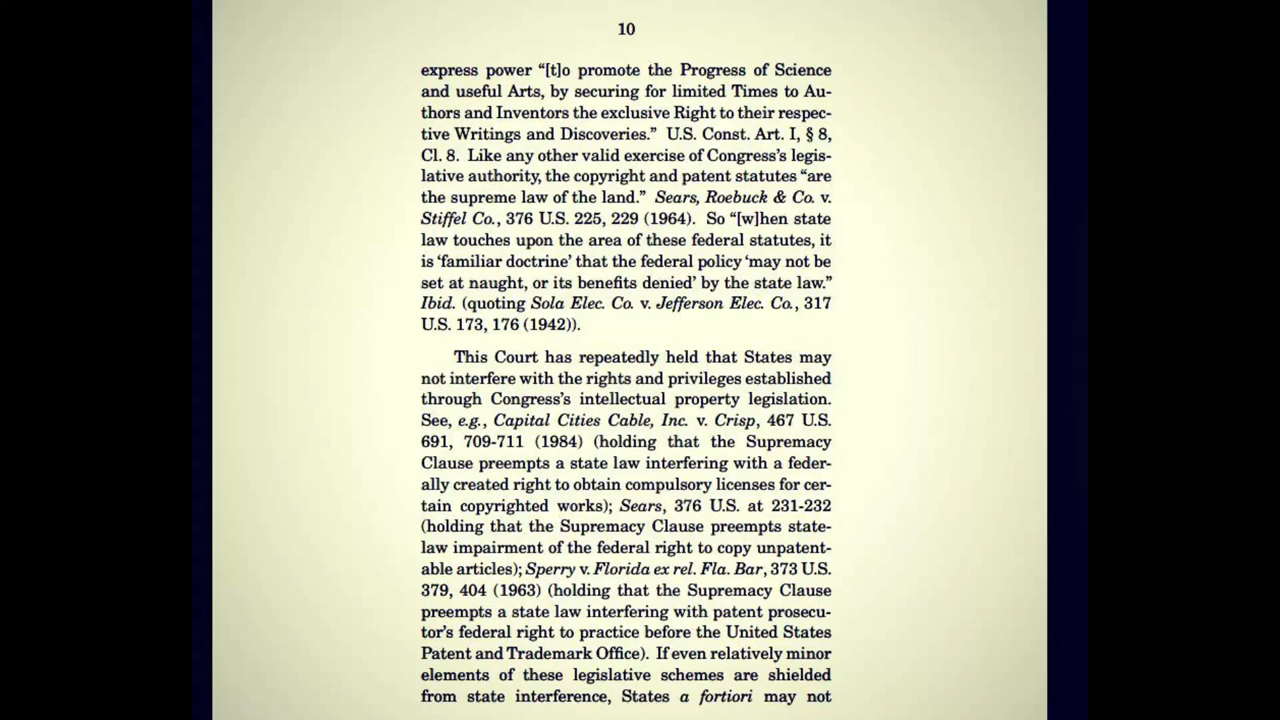 10
express power “[t]o promote the Progress of Science
and useful Arts, by securing for limited Times to Au-
thors and Inventors the exclusive Right to their respec-
tive Writings and Discoveries.” U.S. Const. Art. I, § 8,
Cl. 8. Like any other valid exercise of Congress’s legis-
lative authority, the copyright and patent statutes “are
the supreme law of the land.” Sears, Roebuck & Co. v.
Stiffel Co., 376 U.S. 225, 229 (1964). So “[w]hen state
law touches upon the area of these federal statutes, it
is ‘familiar doctrine’ that the federal policy ‘may not be
set at naught, or its benefits denied’ by the state law.”
Ibid. (quoting Sola Elec. Co. v. Jefferson Elec. Co., 317
U.S. 173, 176 (1942)).
This Court has repeatedly held that States may
not interfere with the rights and privileges established
through Congress’s intellectual property legislation.
See, e.g., Capital Cities Cable, Inc. v. Crisp, 467 U.S.
691, 709-711 (1984) (holding that the Supremacy
Clause preempts a state law interfering with a feder-
ally created right to obtain compulsory licenses for cer-
tain copyrighted works); Sears, 376 U.S. at 231-232
(holding that the Supremacy Clause preempts state-
law impairment of the federal right to copy unpatent-
able articles); Sperry v. Florida ex rel. Fla. Bar, 373 U.S.
379, 404 (1963) (holding that the Supremacy Clause
preempts a state law interfering with patent prosecu-
tor’s federal right to practice before the United States
Patent and Trademark Office). If even relatively minor
elements of these legislative schemes are shielded
from state interference, States a fortiori may not